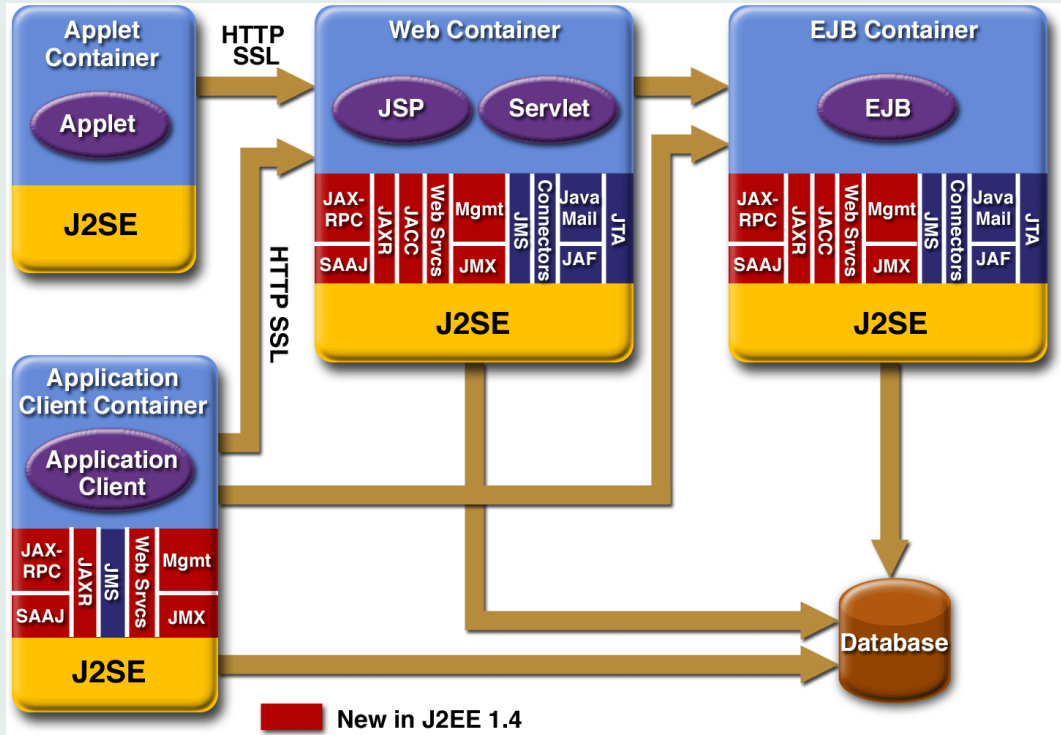 Applet
Container
Applet
J2SE
HTTP
SSL
Web Container
JSP
Servlet
JAX-
RPC
SAAJ
JAXR
JACC
Web Srvcs
Mgmt
JMX
JMS
Connectors
Java
Mail
JAF
JTA
J2SE
EJB Container
EJB
JAX-
RPC
SAAJ
JAXR
JACC
Web Srvcs
Mgmt
JMX
JMS
Connectors
Java
Mail
JAF
JTA
J2SE
HTTP SSL
Application
Client Container
Application
Client
JAX-
RPC
SAAJ
JAXR
JMS
Web Srvcs
Mgmt
JMX
J2SE
Database
New in J2EE 1.4